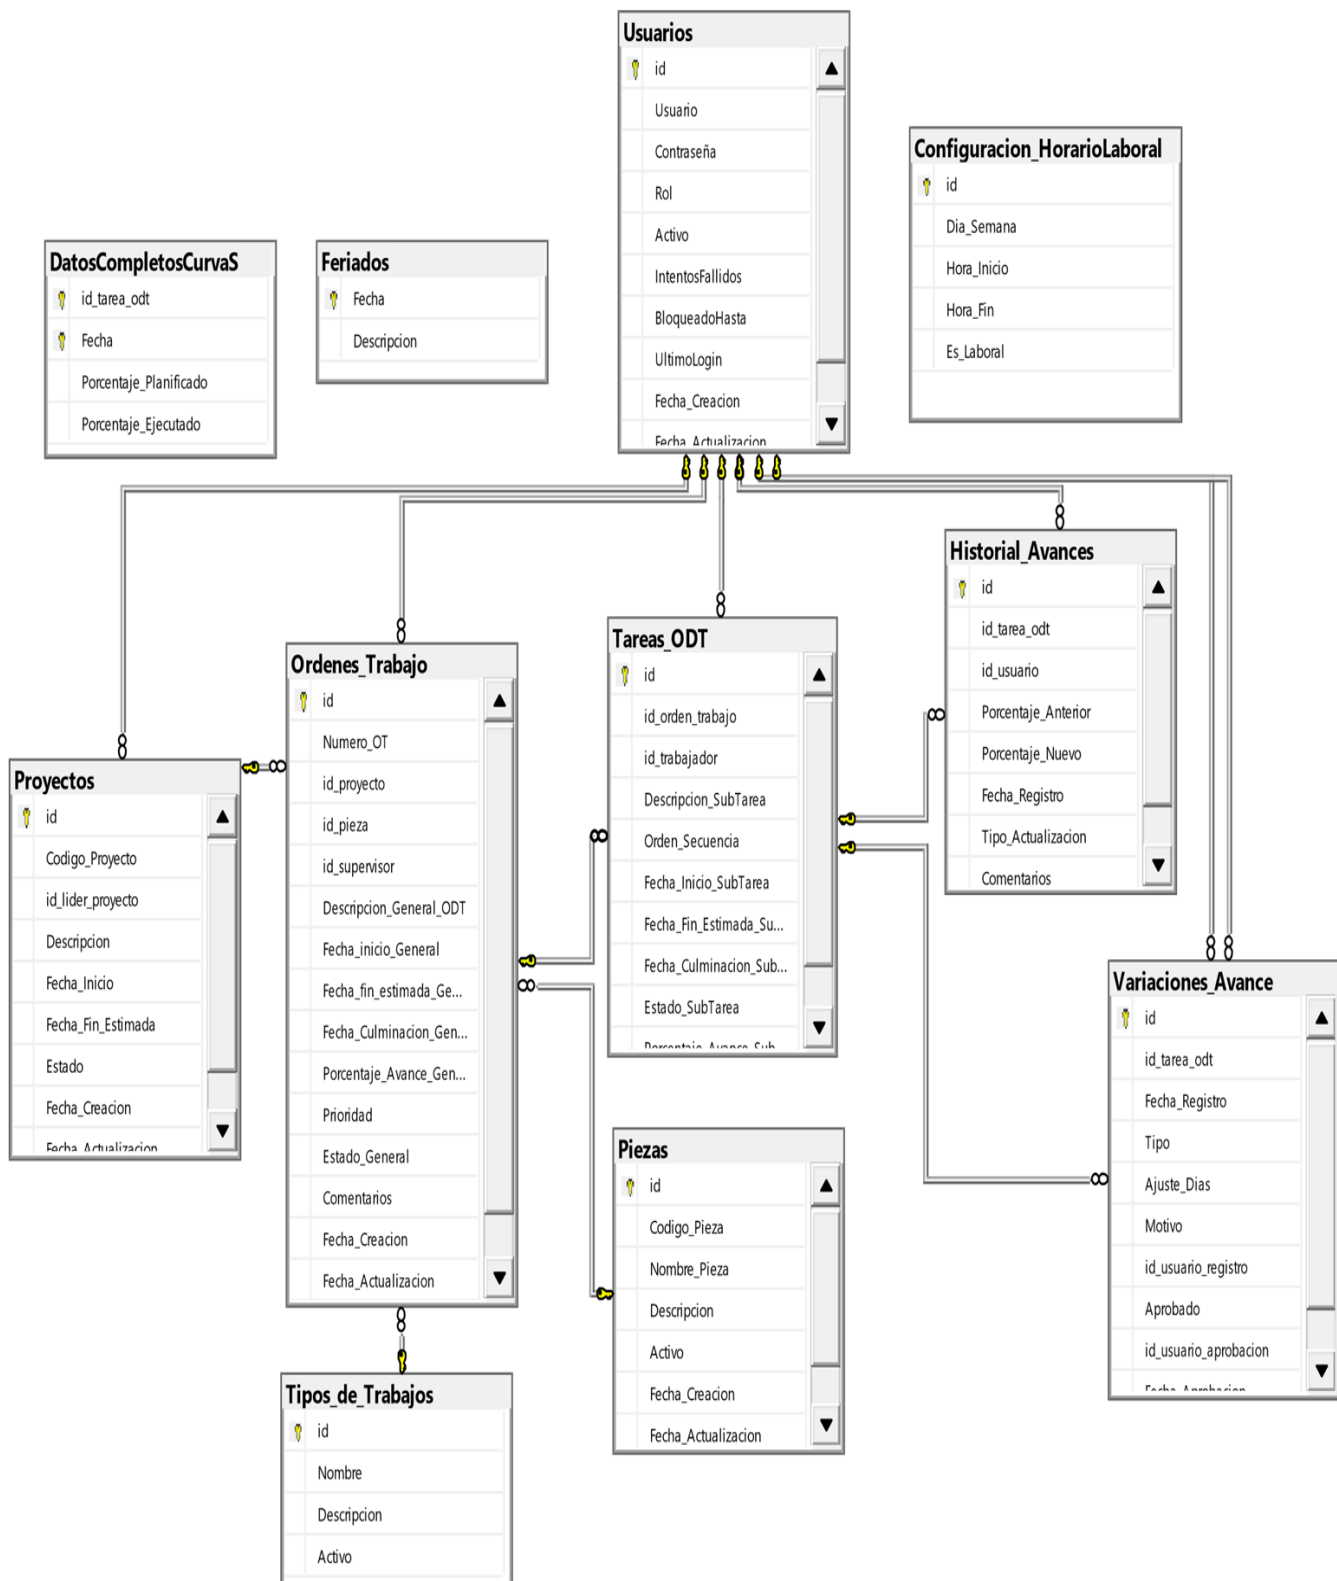 Usuarios
id
Usuario
Contraseña
Rol
Activo
IntentosFallidos
BloqueadoHasta
UltimoLogin
Fecha_Creacion
Fecha_Actualizacion
Configuracion_HorarioLaboral
id
Dia_Semana
Hora_Inicio
Hora_Fin
Es_Laboral
DatosCompletosCurvaS
id_tarea_odt
Fecha
Porcentaje_Planificado
Porcentaje_Ejecutado
Feriados
Fecha
Descripcion
Historial_Avances
id
id_tarea_odt
id_usuario
Porcentaje_Anterior
Porcentaje_Nuevo
Fecha_Registro
Tipo_Actualizacion
Comentarios
Tareas_ODT
id
id_orden_trabajo
id_trabajador
Descripcion_SubTarea
Orden_Secuencia
Fecha_Inicio_SubTarea
Fecha_Fin_Estimada_Su...
Fecha_Culminacion_Sub...
Estado_SubTarea
Porcentaje_Avance_Sub...
Ordenes_Trabajo
id
Numero_OT
id_proyecto
id_pieza
id_supervisor
Descripcion_General_ODT
Fecha_inicio_General
Fecha_fin_estimada_Ge...
Fecha_Culminacion_Gen...
Porcentaje_Avance_Gen...
Prioridad
Estado_General
Comentarios
Fecha_Creacion
Fecha_Actualizacion
Proyectos
id
Codigo_Proyecto
id_lider_proyecto
Descripcion
Fecha_Inicio
Fecha_Fin_Estimada
Estado
Fecha_Creacion
Fecha_Actualizacion
Variaciones_Avance
id
id_tarea_odt
Fecha_Registro
Tipo
Ajuste_Dias
Motivo
id_usuario_registro
Aprobado
id_usuario_aprobacion
Fecha_Aprobacion
Piezas
id
Codigo_Pieza
Nombre_Pieza
Descripcion
Activo
Fecha_Creacion
Fecha_Actualizacion
Tipos_de_Trabajos
id
Nombre
Descripcion
Activo